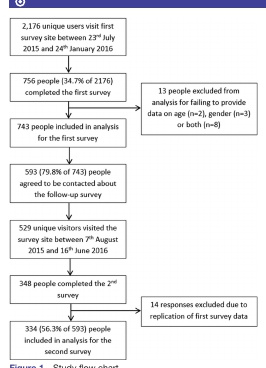 2,176 unique users visit first
survey site between 23rd July
2015 and 24th January 2016
756 people (34.7% of 2176)
completed the first survey
13 people excluded from
analysis for failing to provide
data on age (n=2), gender (n=3)
or both (n=8)
743 people included in analysis
for the first survey
593 (79.8% of 743) people
agreed to be contacted about
the follow-up survey
529 unique visitors visited the
survey site between 7th August
2015 and 16th June 2016
348 people completed the 2nd
survey
14 responses excluded due to
replication of first survey data
334 (56.3% of 593) people
included in analysis for the
second survey
Figure 1 Study flow chart